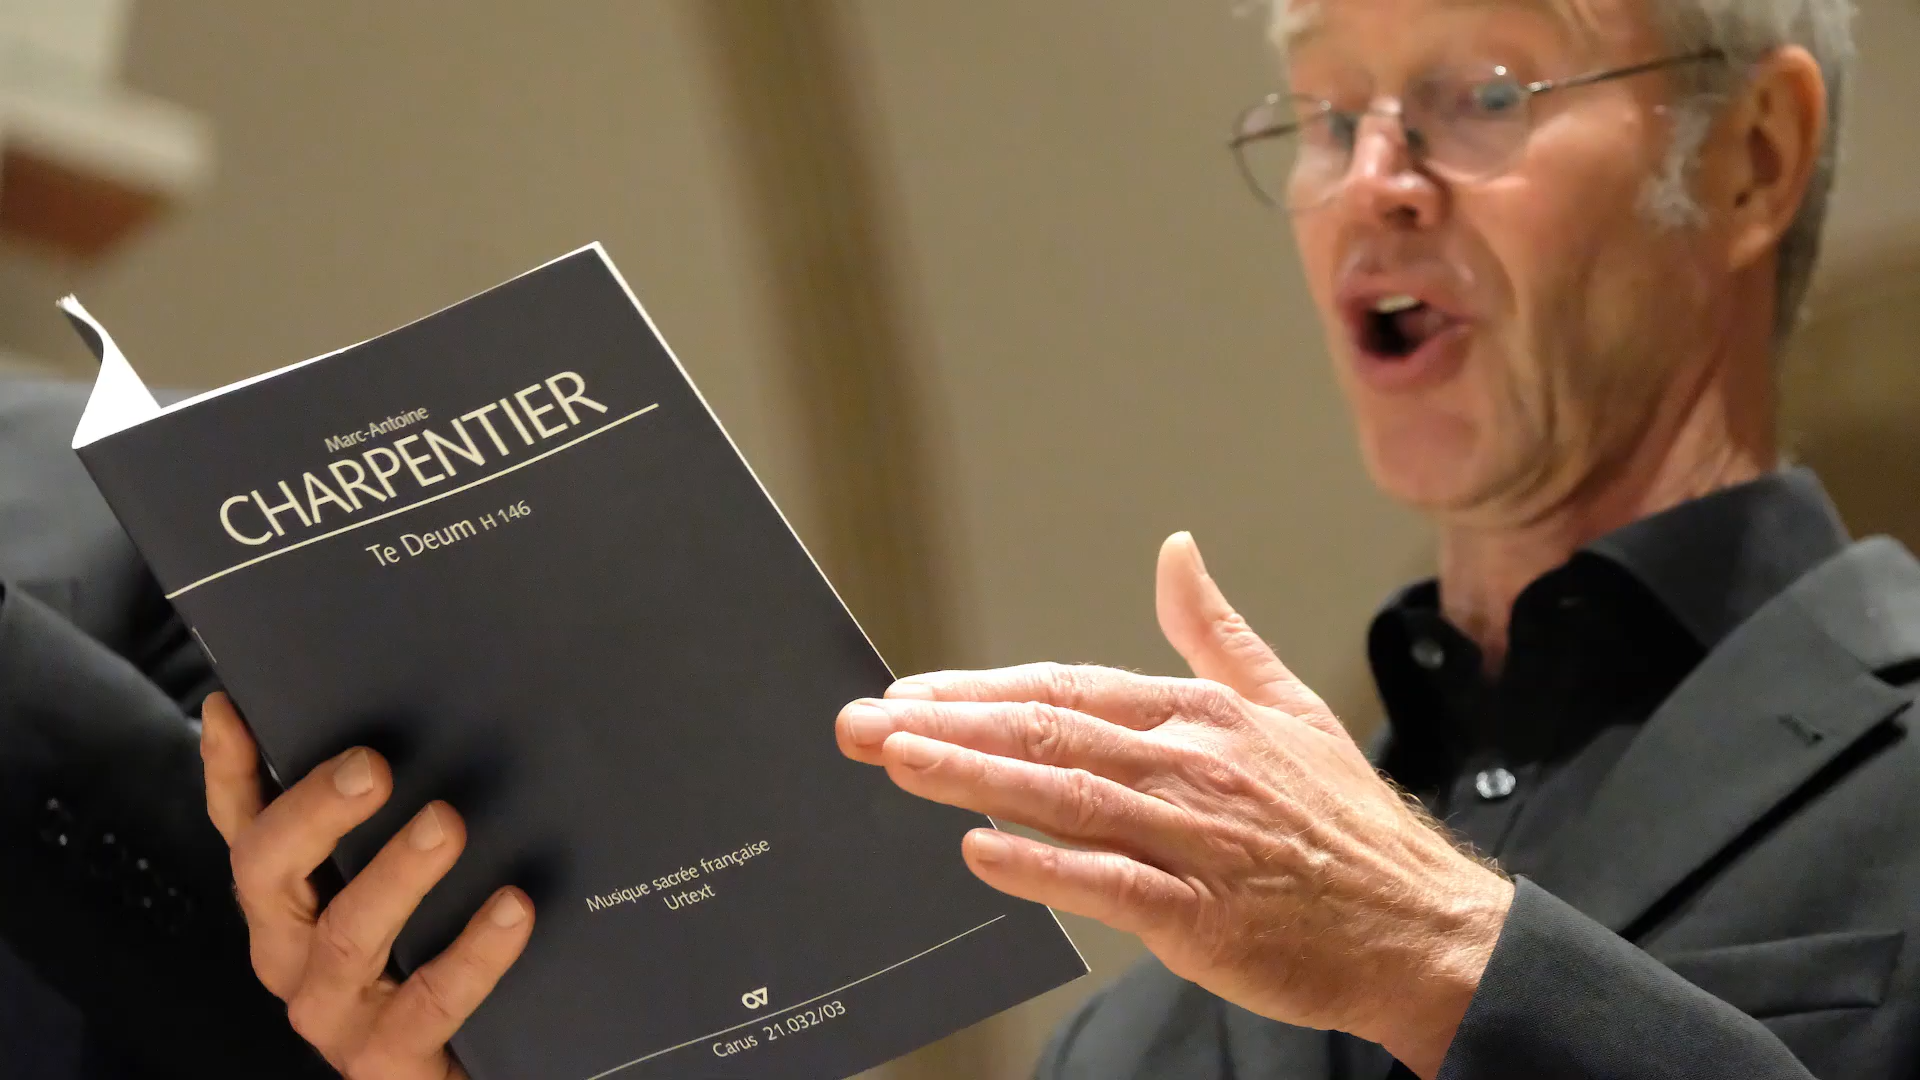 Marc-Antoine
CHARPENTIER
Te Deum H 146
Musique sacrée française
Urtext
Carus 21.032/03